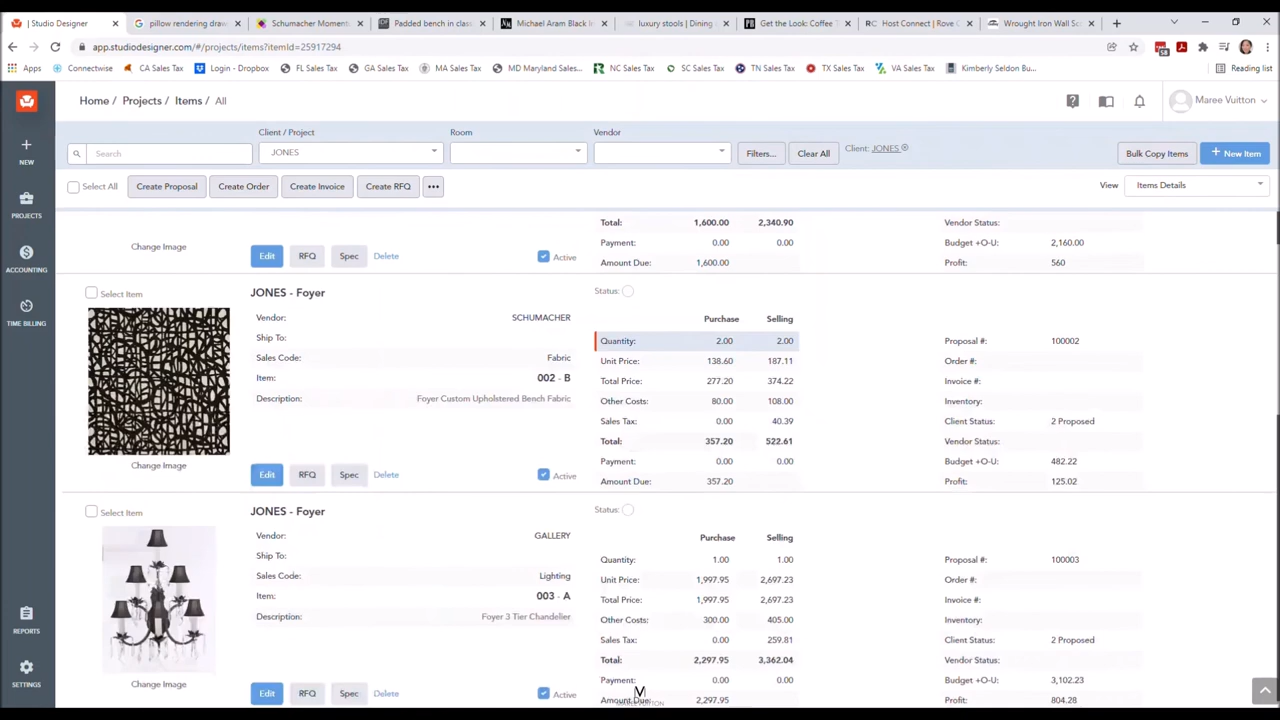 | Studio Designer
pillow rendering draw
Schumacher Moment
Padded bench in class
Michael Aram Black I
luxury stools | Dining
Get the Look: Coffee T
Host Connect | Rove C
Wrought Iron Wall Sc
app.studiodesigner.com/#/projects/items?itemId=25917294
58
Apps Connectwise CA Sales Tax Login - Dropbox FL Sales Tax GA Sales Tax MA Sales Tax MD Maryland Sales... NC Sales Tax SC Sales Tax TN Sales Tax TX Sales Tax VA Sales Tax Kimberly Seldon Bu... Reading list
Home / Projects / Items / All
Maree Vuitton
NEW
PROJECTS
ACCOUNTING
TIME BILLING
REPORTS
SETTINGS
Client / Project Room Vendor
Search JONES Filters... Clear All Client: JONES Bulk Copy Items + New Item
Select All Create Proposal Create Order Create Invoice Create RFQ ••• View Items Details
Total: 1,600.00 2,340.90 Vendor Status:
Change Image Payment: 0.00 0.00 Budget +O-U: 2,160.00
Edit RFQ Spec Delete Active Amount Due: 1,600.00 Profit: 560
Select Item JONES - Foyer Status:
Vendor: SCHUMACHER Purchase Selling
Ship To: Quantity: 2.00 2.00 Proposal #: 100002
Sales Code: Fabric Unit Price: 138.60 187.11 Order #:
Item: 002 - B Total Price: 277.20 374.22 Invoice #:
Description: Foyer Custom Upholstered Bench Fabric Other Costs: 80.00 108.00 Inventory:
Sales Tax: 0.00 40.39 Client Status: 2 Proposed
Total: 357.20 522.61 Vendor Status:
Change Image Payment: 0.00 0.00 Budget +O-U: 482.22
Edit RFQ Spec Delete Active Amount Due: 357.20 Profit: 125.02
Select Item JONES - Foyer Status:
Vendor: GALLERY Purchase Selling
Ship To: Quantity: 1.00 1.00 Proposal #: 100003
Sales Code: Lighting Unit Price: 1,997.95 2,697.23 Order #:
Item: 003 - A Total Price: 1,997.95 2,697.23 Invoice #:
Description: Foyer 3 Tier Chandelier Other Costs: 300.00 405.00 Inventory:
Sales Tax: 0.00 259.81 Client Status: 2 Proposed
Total: 2,297.95 3,362.04 Vendor Status:
Change Image Payment: 0.00 0.00 Budget +O-U: 3,102.23
Edit RFQ Spec Delete Active Amount Due: 2,297.95 Profit: 804.28